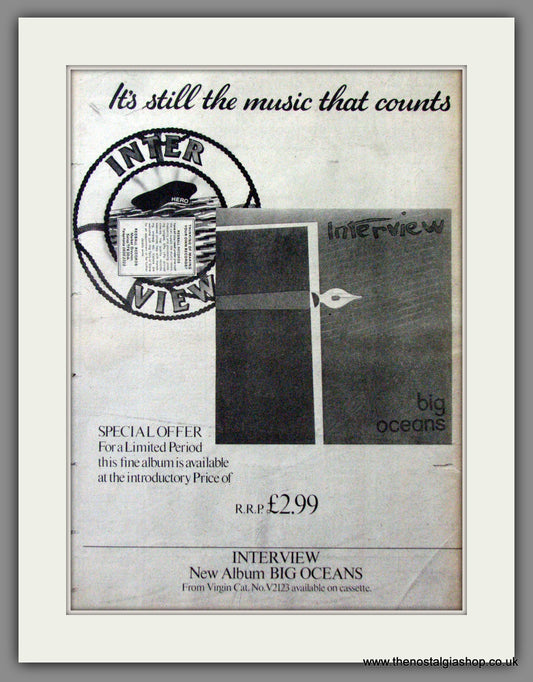 It's still the music that counts
INTER
VIEW
HERO
interview
big
oceans
SPECIAL OFFER
For a Limited Period
this fine album is available
at the introductory Price of
R.R.P. £2.99
INTERVIEW
New Album BIG OCEANS
From Virgin Cat. No. V2123 available on cassette.
www.thenostalgiashop.co.uk